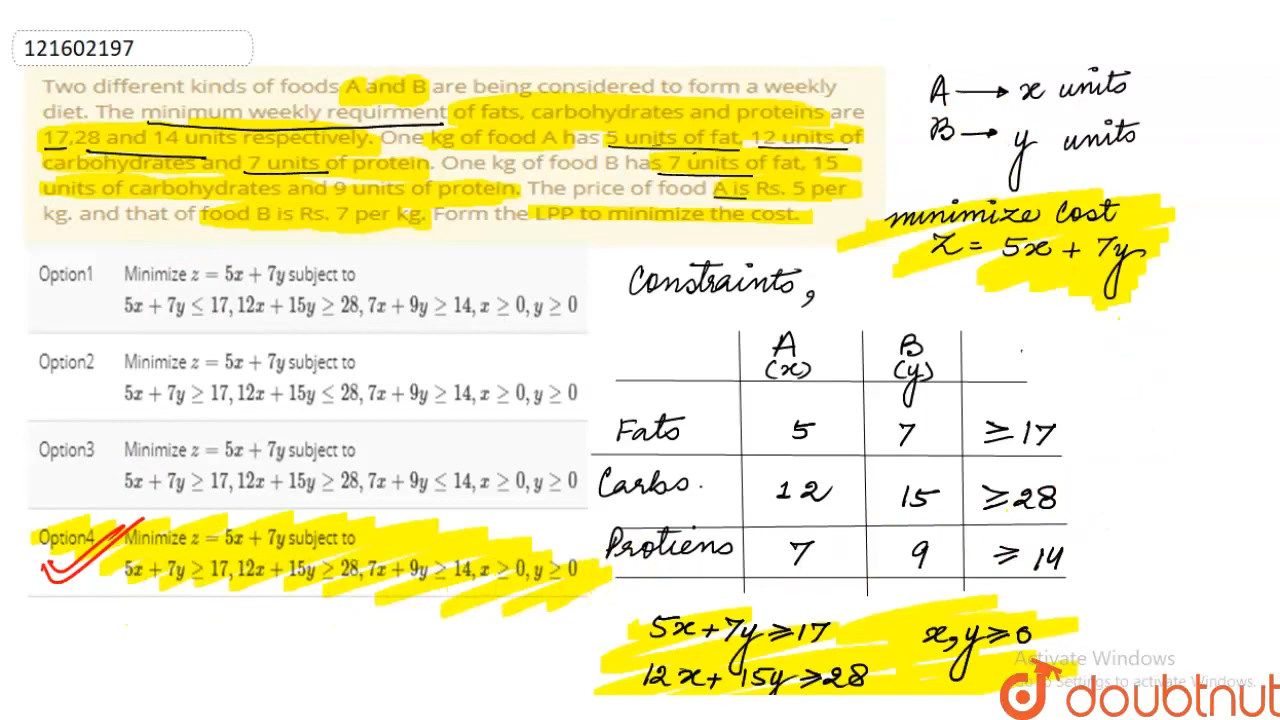 121602197
Two different kinds of foods A and B are being considered to form a weekly
diet. The minimum weekly requirment of fats, carbohydrates and proteins are
17,28 and 14 units respectively. One kg of food A has 5 units of fat, 12 units of
carbohydrates and 7 units of protein. One kg of food B has 7 units of fat, 15
units of carbohydrates and 9 units of protein. The price of food A is Rs. 5 per
kg. and that of food B is Rs. 7 per kg. Form the LPP to minimize the cost.
Option1 Minimize z = 5x + 7y subject to
5x + 7y ≤ 17, 12x + 15y ≥ 28, 7x + 9y ≥ 14, x ≥ 0, y ≥ 0
Option2 Minimize z = 5x + 7y subject to
5x + 7y ≥ 17, 12x + 15y ≤ 28, 7x + 9y ≥ 14, x ≥ 0, y ≥ 0
Option3 Minimize z = 5x + 7y subject to
5x + 7y ≥ 17, 12x + 15y ≥ 28, 7x + 9y ≤ 14, x ≥ 0, y ≥ 0
Option4 Minimize z = 5x + 7y subject to
5x + 7y ≥ 17, 12x + 15y ≥ 28, 7x + 9y ≥ 14, x ≥ 0, y ≥ 0
A → x units
B → y units
minimize cost
Z = 5x + 7y
Constraints,
A B
(x) (y)
Fats 5 7 ≥ 17
Carbs. 12 15 ≥ 28
Protiens 7 9 ≥ 14
5x + 7y ≥ 17 x, y ≥ 0
12x + 15y ≥ 28
Activate Windows
Go to Settings to activate Windows.
doubtnut